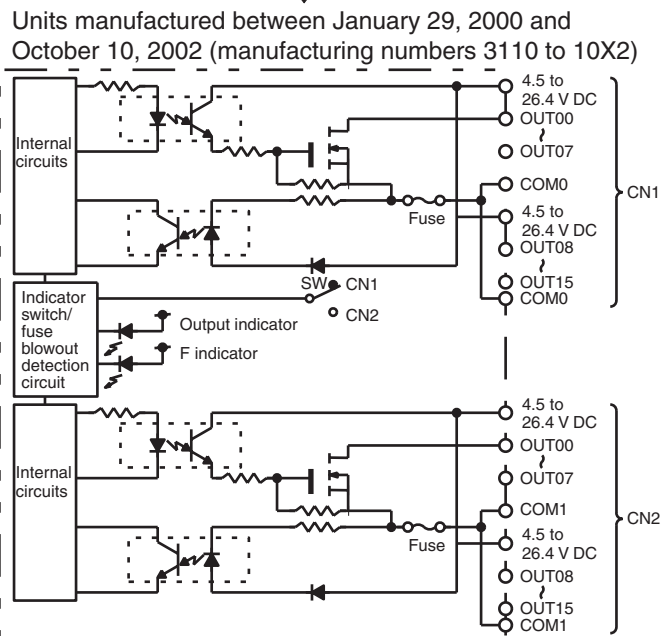 Units manufactured between January 29, 2000 and
October 10, 2002 (manufacturing numbers 3110 to 10X2)
Internal
circuits
4.5 to
26.4 V DC
OUT00
~
OUT07
COM0
Fuse
4.5 to
26.4 V DC
OUT08
~
OUT15
COM0
CN1
Indicator
switch/
fuse
blowout
detection
circuit
SW
CN1
CN2
Output indicator
F indicator
Internal
circuits
4.5 to
26.4 V DC
OUT00
~
OUT07
COM1
Fuse
4.5 to
26.4 V DC
OUT08
~
OUT15
COM1
CN2